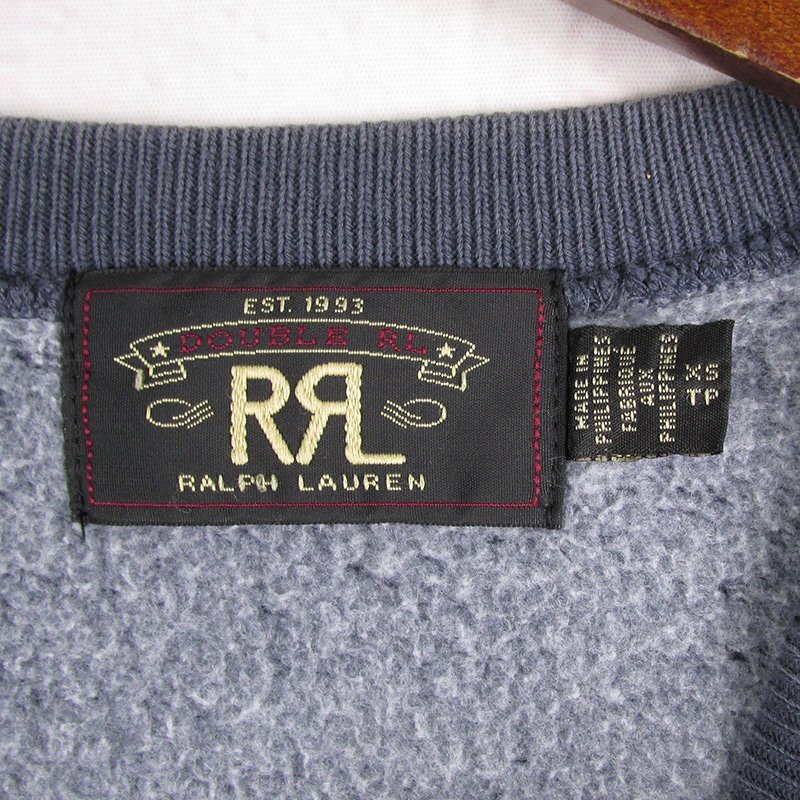 EST. 1993
DOUBLE RL
RRL
RALPH LAUREN
MADE IN
PHILIPPINES
FABRIQUÉ
AUX
PHILIPPINES
XS
TP